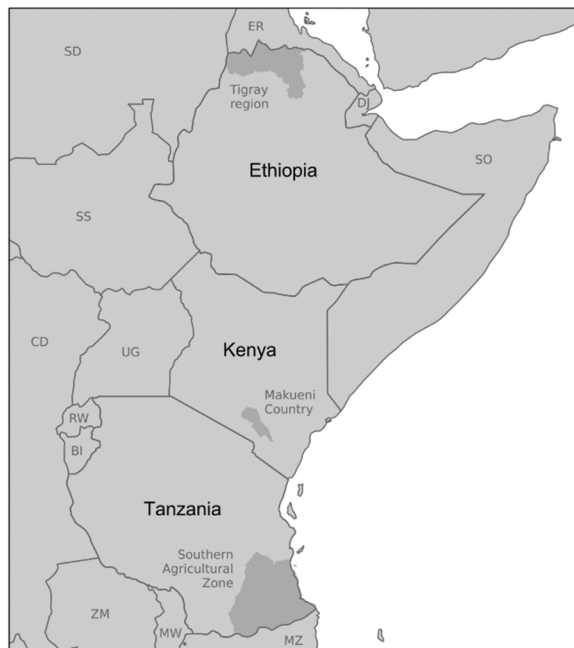 ER
SD
Tigray
region
DJ
Ethiopia
SO
SS
CD
UG
Kenya
Makueni
Country
RW
BI
Tanzania
Southern
Agricultural
Zone
ZM
MW
MZ